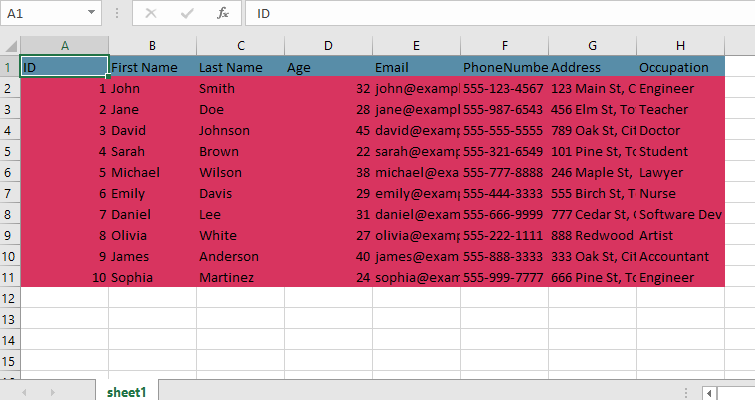 A1 fx ID
A B C D E F G H
1 ID First Name Last Name Age Email PhoneNumbe Address Occupation
2 1 John Smith 32 john@exampl 555-123-4567 123 Main St, C Engineer
3 2 Jane Doe 28 jane@exampl 555-987-6543 456 Elm St, To Teacher
4 3 David Johnson 45 david@examp 555-555-5555 789 Oak St, Cit Doctor
5 4 Sarah Brown 22 sarah@examp 555-321-6549 101 Pine St, To Student
6 5 Michael Wilson 38 michael@exa 555-777-8888 246 Maple St, Lawyer
7 6 Emily Davis 29 emily@examp 555-444-3333 555 Birch St, T Nurse
8 7 Daniel Lee 31 daniel@exam 555-666-9999 777 Cedar St, Software Dev
9 8 Olivia White 27 olivia@examp 555-222-1111 888 Redwood Artist
10 9 James Anderson 40 james@exam 555-888-3333 333 Oak St, Cit Accountant
11 10 Sophia Martinez 24 sophia@exam 555-999-7777 666 Pine St, To Engineer
12
13
14
15
sheet1